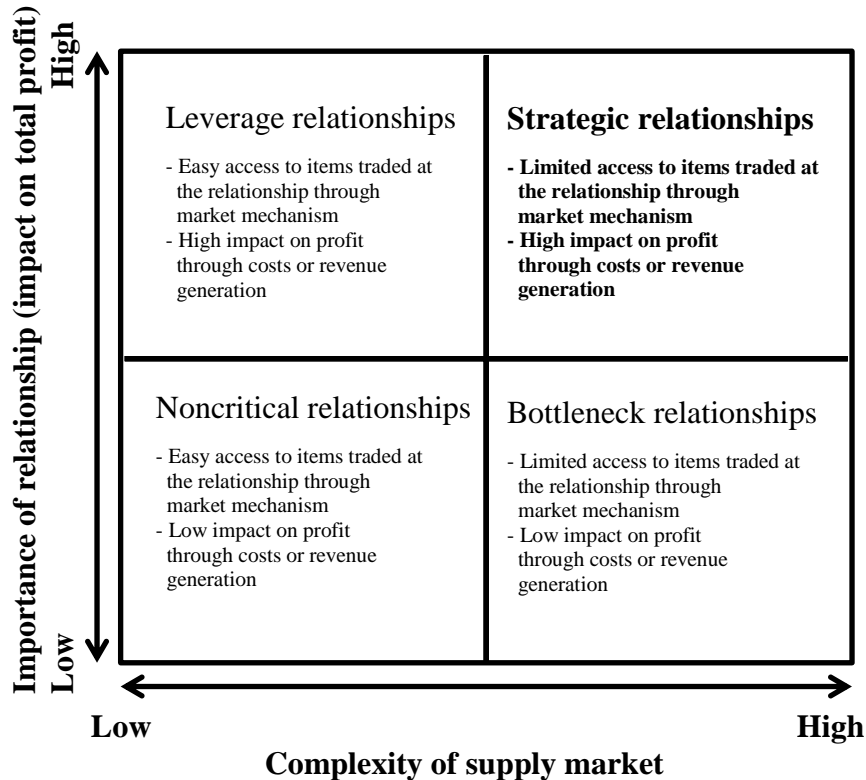 Importance of relationship (impact on total profit)
High
Low
Leverage relationships
- Easy access to items traded at
the relationship through
market mechanism
- High impact on profit
through costs or revenue
generation
Strategic relationships
- Limited access to items traded at
the relationship through
market mechanism
- High impact on profit
through costs or revenue
generation
Noncritical relationships
- Easy access to items traded at
the relationship through
market mechanism
- Low impact on profit
through costs or revenue
generation
Bottleneck relationships
- Limited access to items traded at
the relationship through
market mechanism
- Low impact on profit
through costs or revenue
generation
Low
High
Complexity of supply market